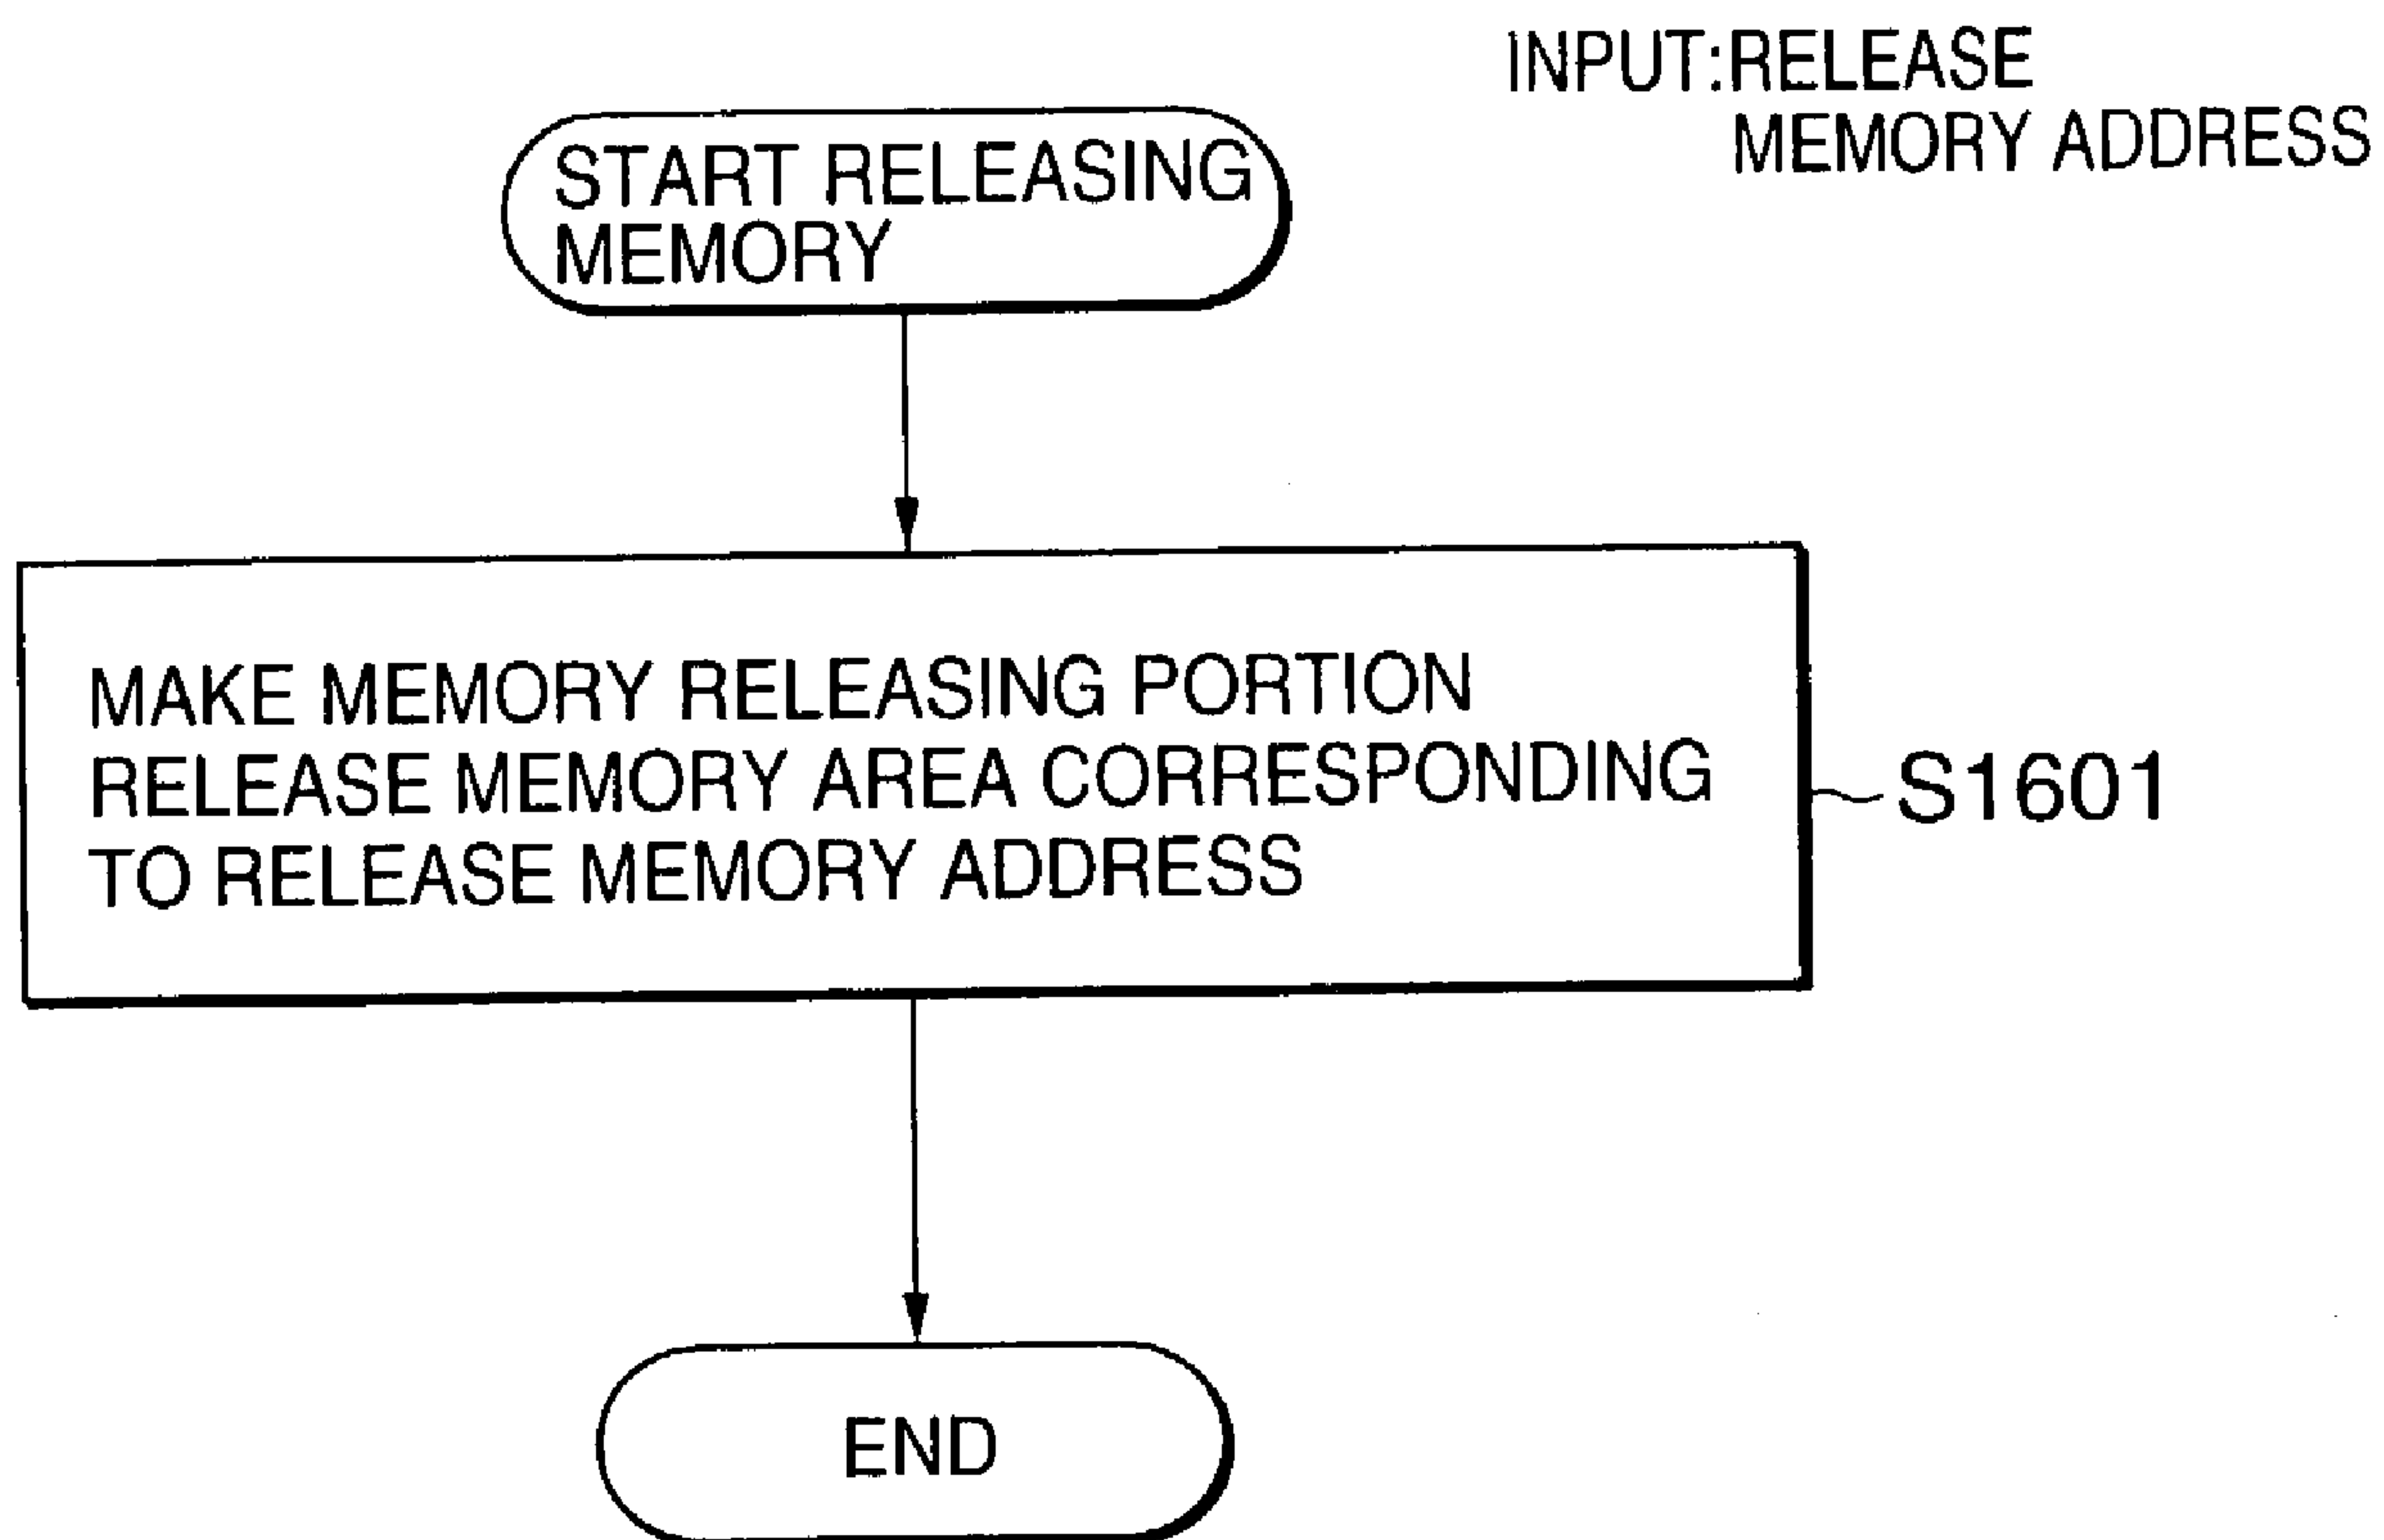 INPUT:RELEASE
MEMORY ADDRESS
START RELEASING
MEMORY
MAKE MEMORY RELEASING PORTION
RELEASE MEMORY AREA CORRESPONDING
TO RELEASE MEMORY ADDRESS
S1601
END